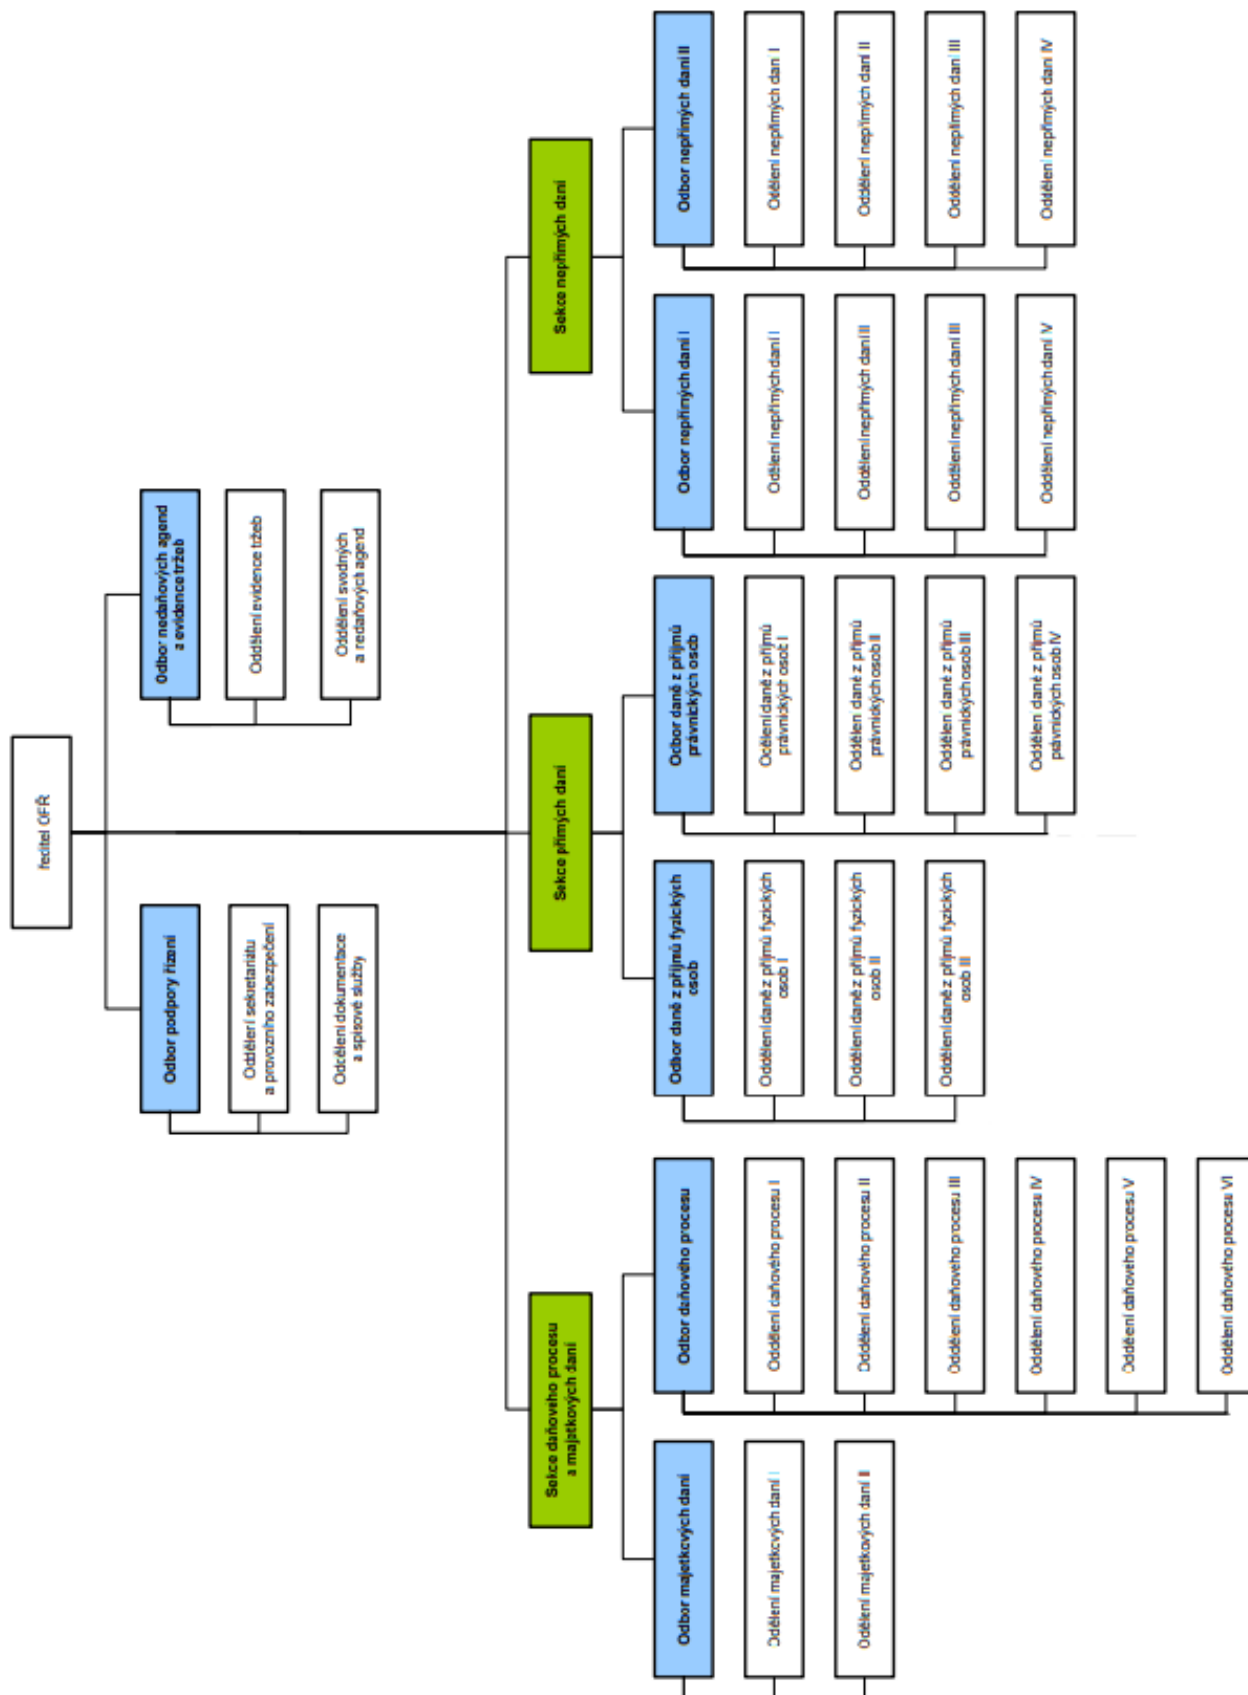 ředitel OFŘ
Odbor podpory řízení
Oddělení sekretariátu
a provozního zabezpečení
Oddělení dokumentace
a spisové služby
Odbor nedaňových agend
a evidence tržeb
Oddělení evidence tržeb
Oddělení svodných
a nedaňových agend
Sekce daňového procesu
a majetkových daní
Odbor majetkových daní
Oddělení majetkových daní I
Oddělení majetkových daní II
Odbor daňového procesu
Oddělení daňového procesu I
Oddělení daňového procesu II
Oddělení daňového procesu III
Oddělení daňového procesu IV
Oddělení daňového procesu V
Oddělení daňového procesu VI
Sekce přímých daní
Odbor daně z příjmů fyzických
osob
Oddělení daně z příjmů fyzických
osob I
Oddělení daně z příjmů fyzických
osob II
Oddělení daně z příjmů fyzických
osob III
Odbor daně z příjmů
právnických osob
Oddělení daně z příjmů
právnických osob I
Oddělení daně z příjmů
právnických osob II
Oddělení daně z příjmů
právnických osob III
Oddělení daně z příjmů
právnických osob IV
Sekce nepřímých daní
Odbor nepřímých daní I
Oddělení nepřímých daní I
Oddělení nepřímých daní II
Oddělení nepřímých daní III
Oddělení nepřímých daní IV
Odbor nepřímých daní II
Oddělení nepřímých daní I
Oddělení nepřímých daní II
Oddělení nepřímých daní III
Oddělení nepřímých daní IV